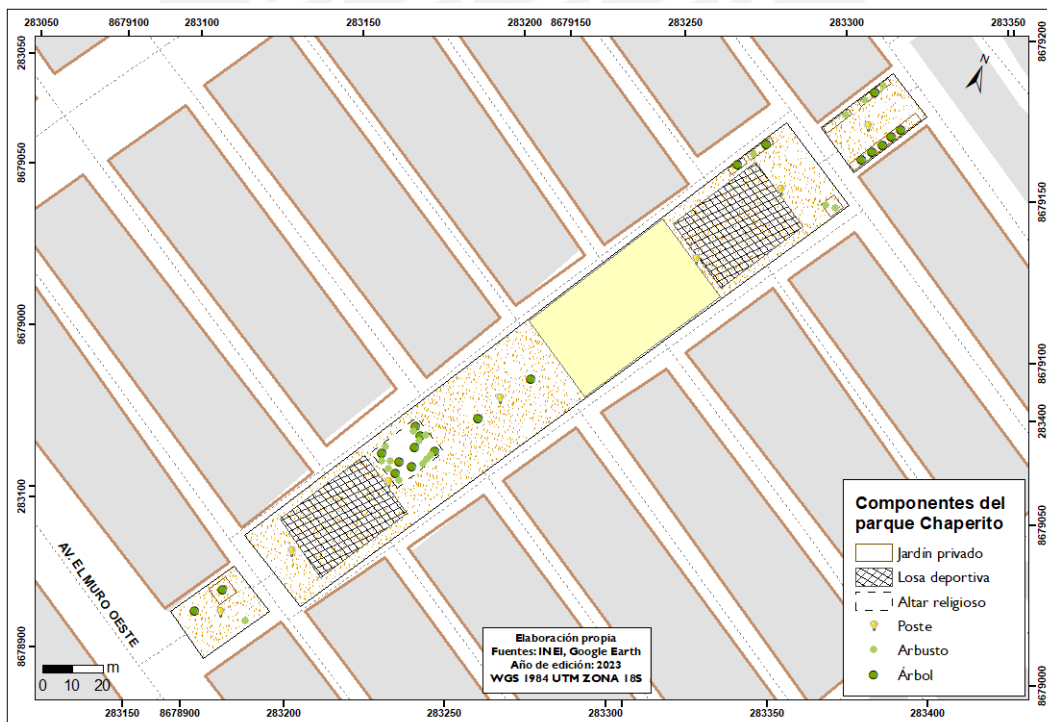 283050 8679100 283100 283150 283200 8679150 283250 283300 283350
283050
8679200
N
8678950
8679150
8679000
8679100
283400
283100
8679050
AV. EL MURO OESTE
Componentes del
parque Chaperito
Jardín privado
Losa deportiva
Altar religioso
Poste
Arbusto
Árbol
Elaboración propia
Fuentes: INEI, Google Earth
Año de edición: 2023
WGS 1984 UTM ZONA 18S
8678900
8679000
m
0 10 20
283150 8678900 283200 283250 283300 283350 283400